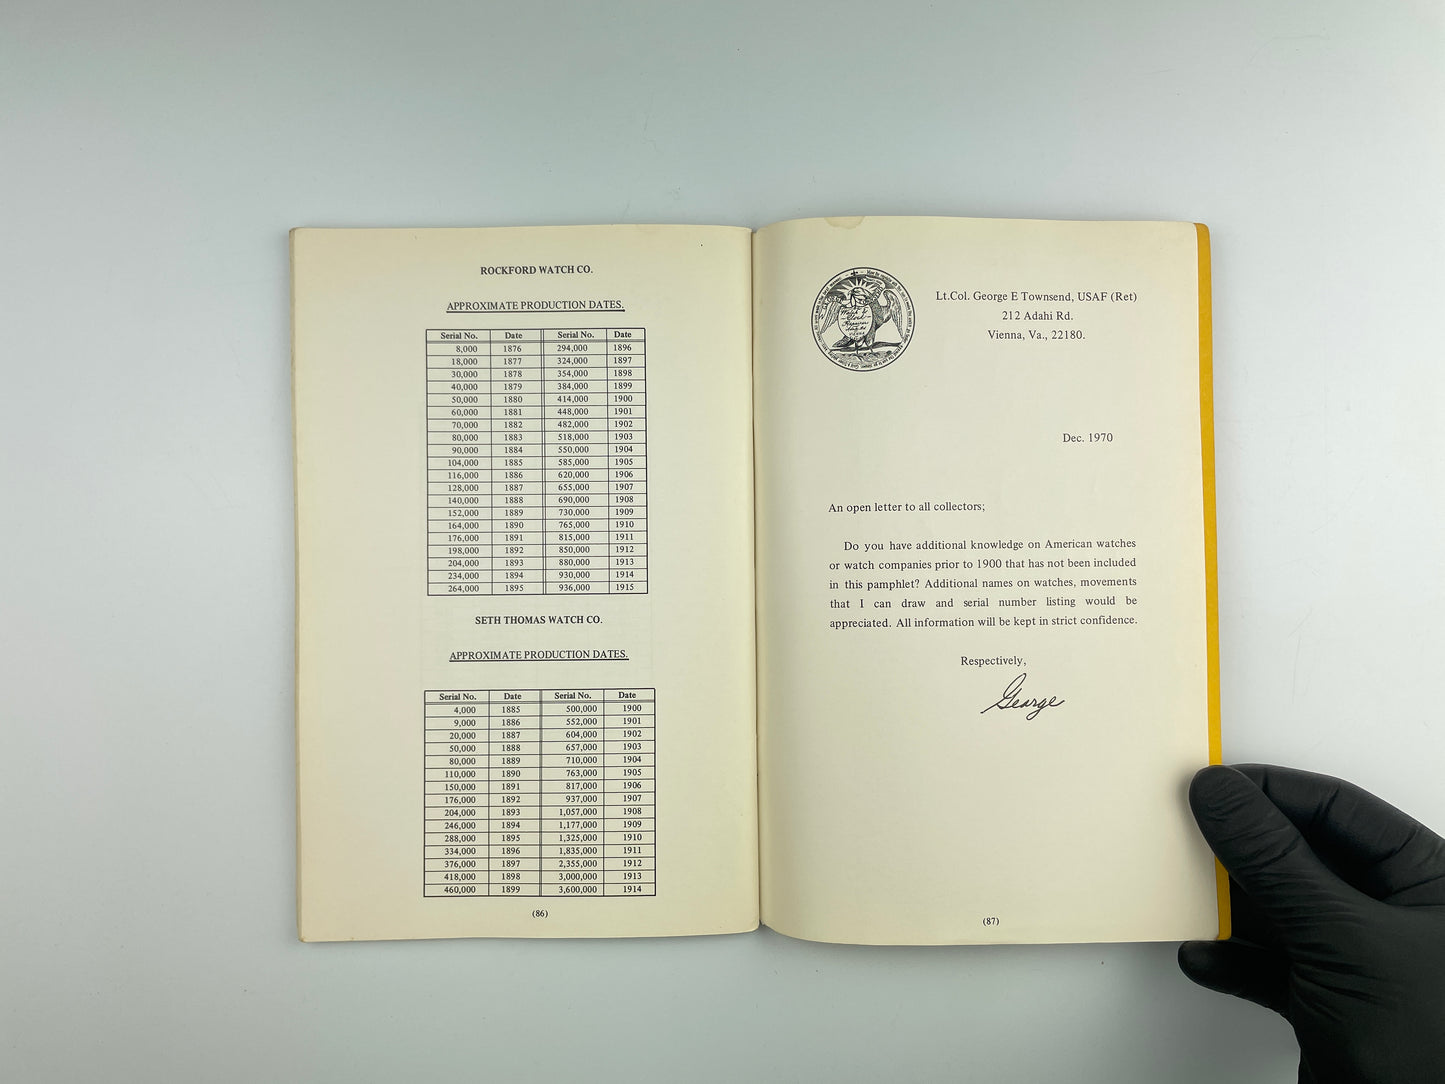 ROCKFORD WATCH CO.
APPROXIMATE PRODUCTION DATES.
Serial No. Date Serial No. Date
8,000 1876 294,000 1896
18,000 1877 324,000 1897
30,000 1878 354,000 1898
40,000 1879 384,000 1899
50,000 1880 414,000 1900
60,000 1881 448,000 1901
70,000 1882 482,000 1902
80,000 1883 518,000 1903
90,000 1884 550,000 1904
104,000 1885 585,000 1905
116,000 1886 620,000 1906
128,000 1887 655,000 1907
140,000 1888 690,000 1908
152,000 1889 730,000 1909
164,000 1890 765,000 1910
176,000 1891 815,000 1911
198,000 1892 850,000 1912
204,000 1893 880,000 1913
234,000 1894 930,000 1914
264,000 1895 936,000 1915
SETH THOMAS WATCH CO.
APPROXIMATE PRODUCTION DATES.
Serial No. Date Serial No. Date
4,000 1885 500,000 1900
9,000 1886 552,000 1901
20,000 1887 604,000 1902
50,000 1888 657,000 1903
80,000 1889 710,000 1904
110,000 1890 763,000 1905
150,000 1891 817,000 1906
176,000 1892 937,000 1907
204,000 1893 1,057,000 1908
246,000 1894 1,177,000 1909
288,000 1895 1,325,000 1910
334,000 1896 1,835,000 1911
376,000 1897 2,355,000 1912
418,000 1898 3,000,000 1913
460,000 1899 3,600,000 1914
(86)
Watch &
Clock
Repairer
Lt.Col. George E Townsend, USAF (Ret)
212 Adahi Rd.
Vienna, Va., 22180.
Dec. 1970
An open letter to all collectors;
Do you have additional knowledge on American watches
or watch companies prior to 1900 that has not been included
in this pamphlet? Additional names on watches, movements
that I can draw and serial number listing would be
appreciated. All information will be kept in strict confidence.
Respectively,
George
(87)